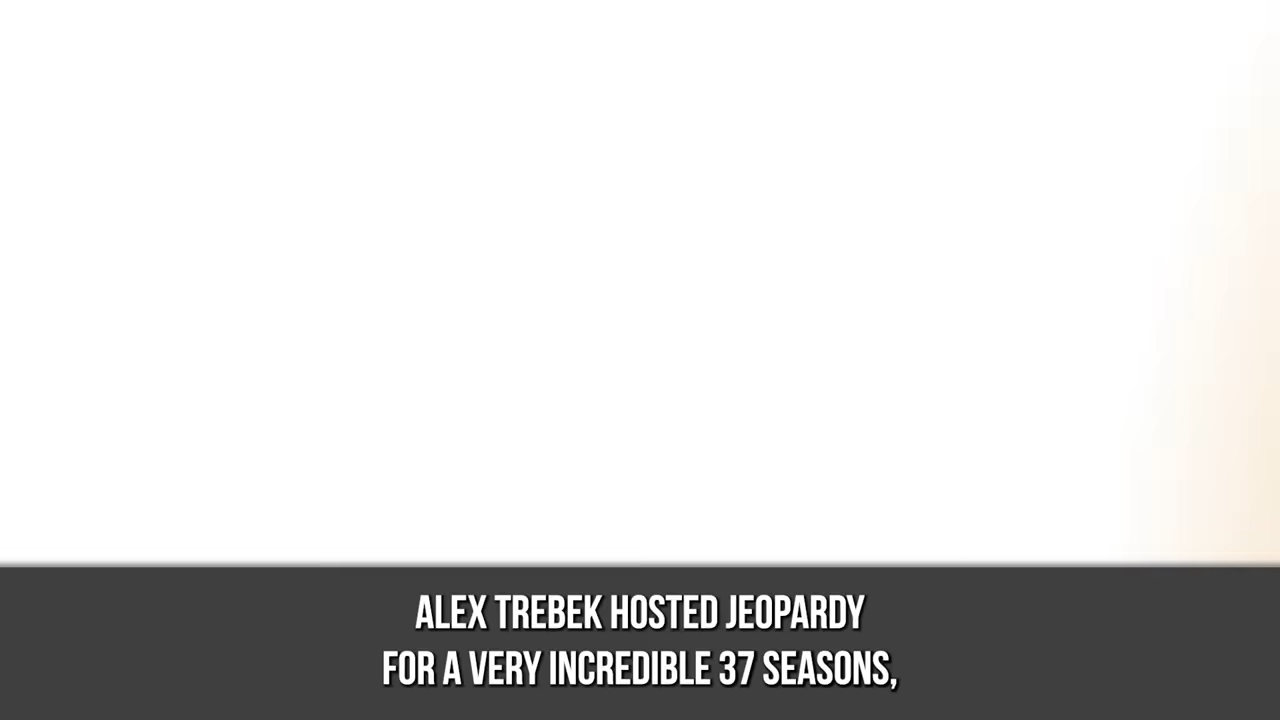 ALEX TREBEK HOSTED JEOPARDY
FOR A VERY INCREDIBLE 37 SEASONS,